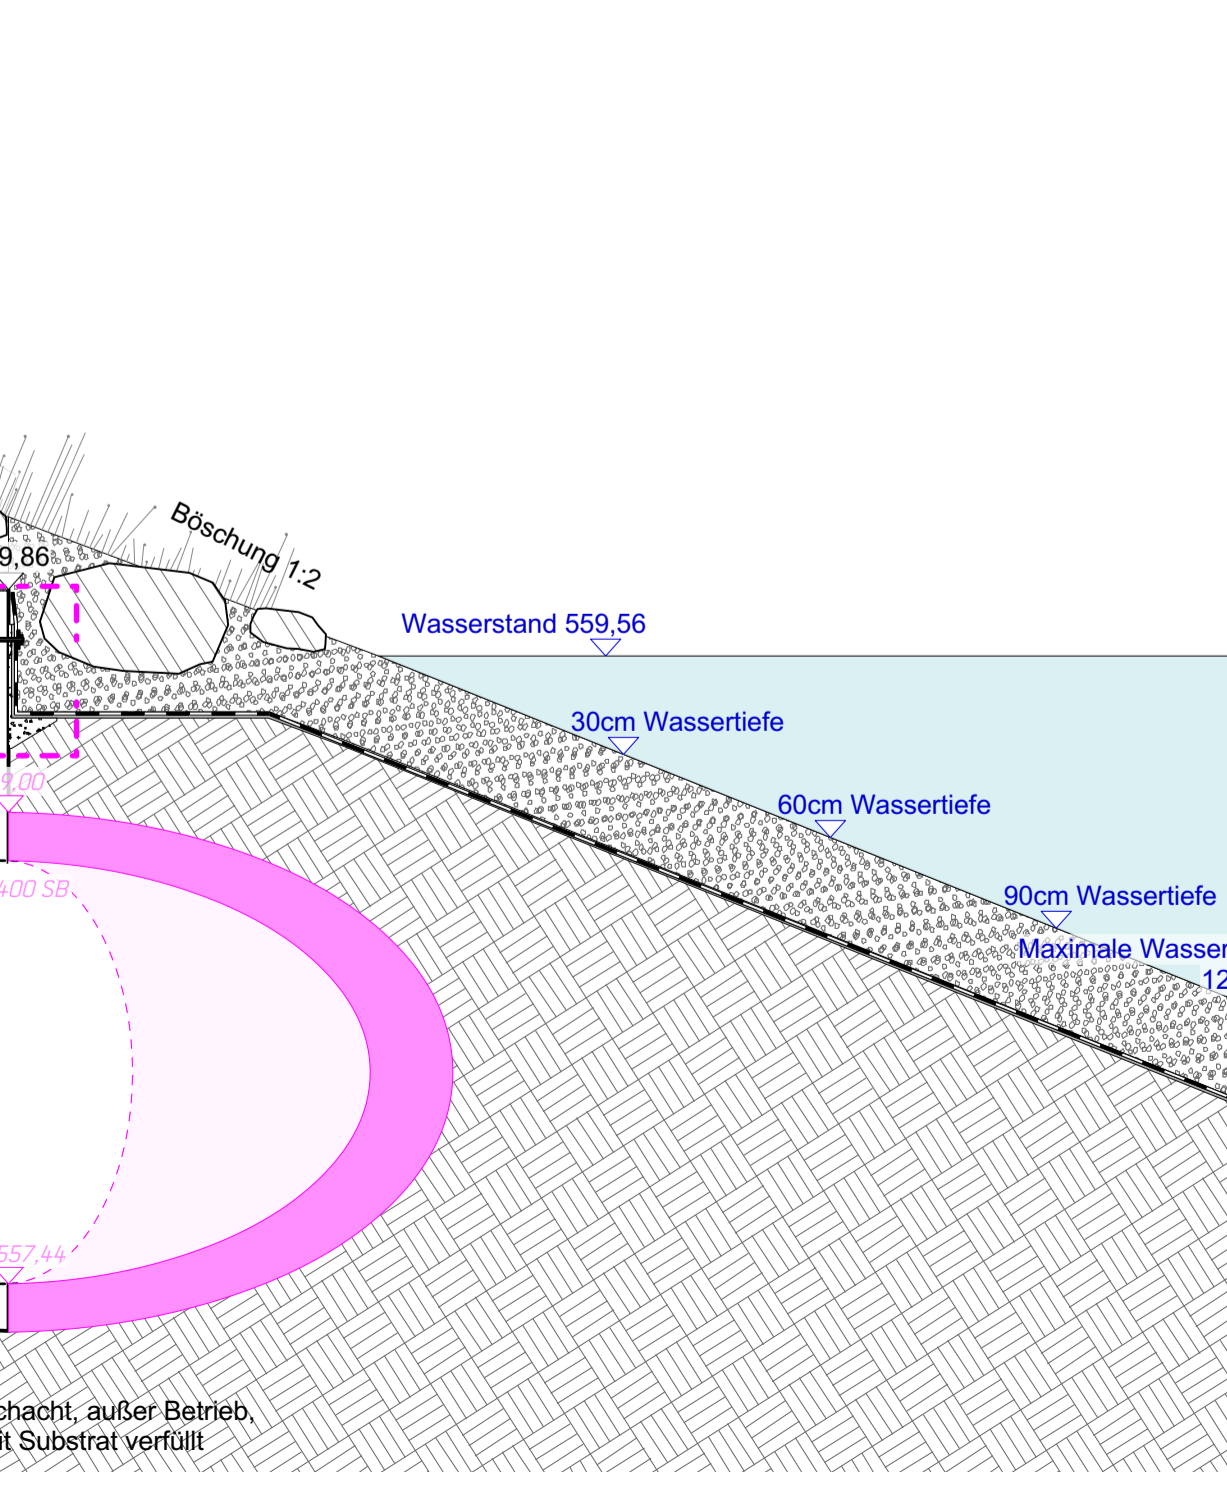 Böschung 1:2
9,86
Wasserstand 559,56
30cm Wassertiefe
9,00
60cm Wassertiefe
400 SB
90cm Wassertiefe
Maximale Wasser
12
557,44
chacht, außer Betrieb,
it Substrat verfüllt